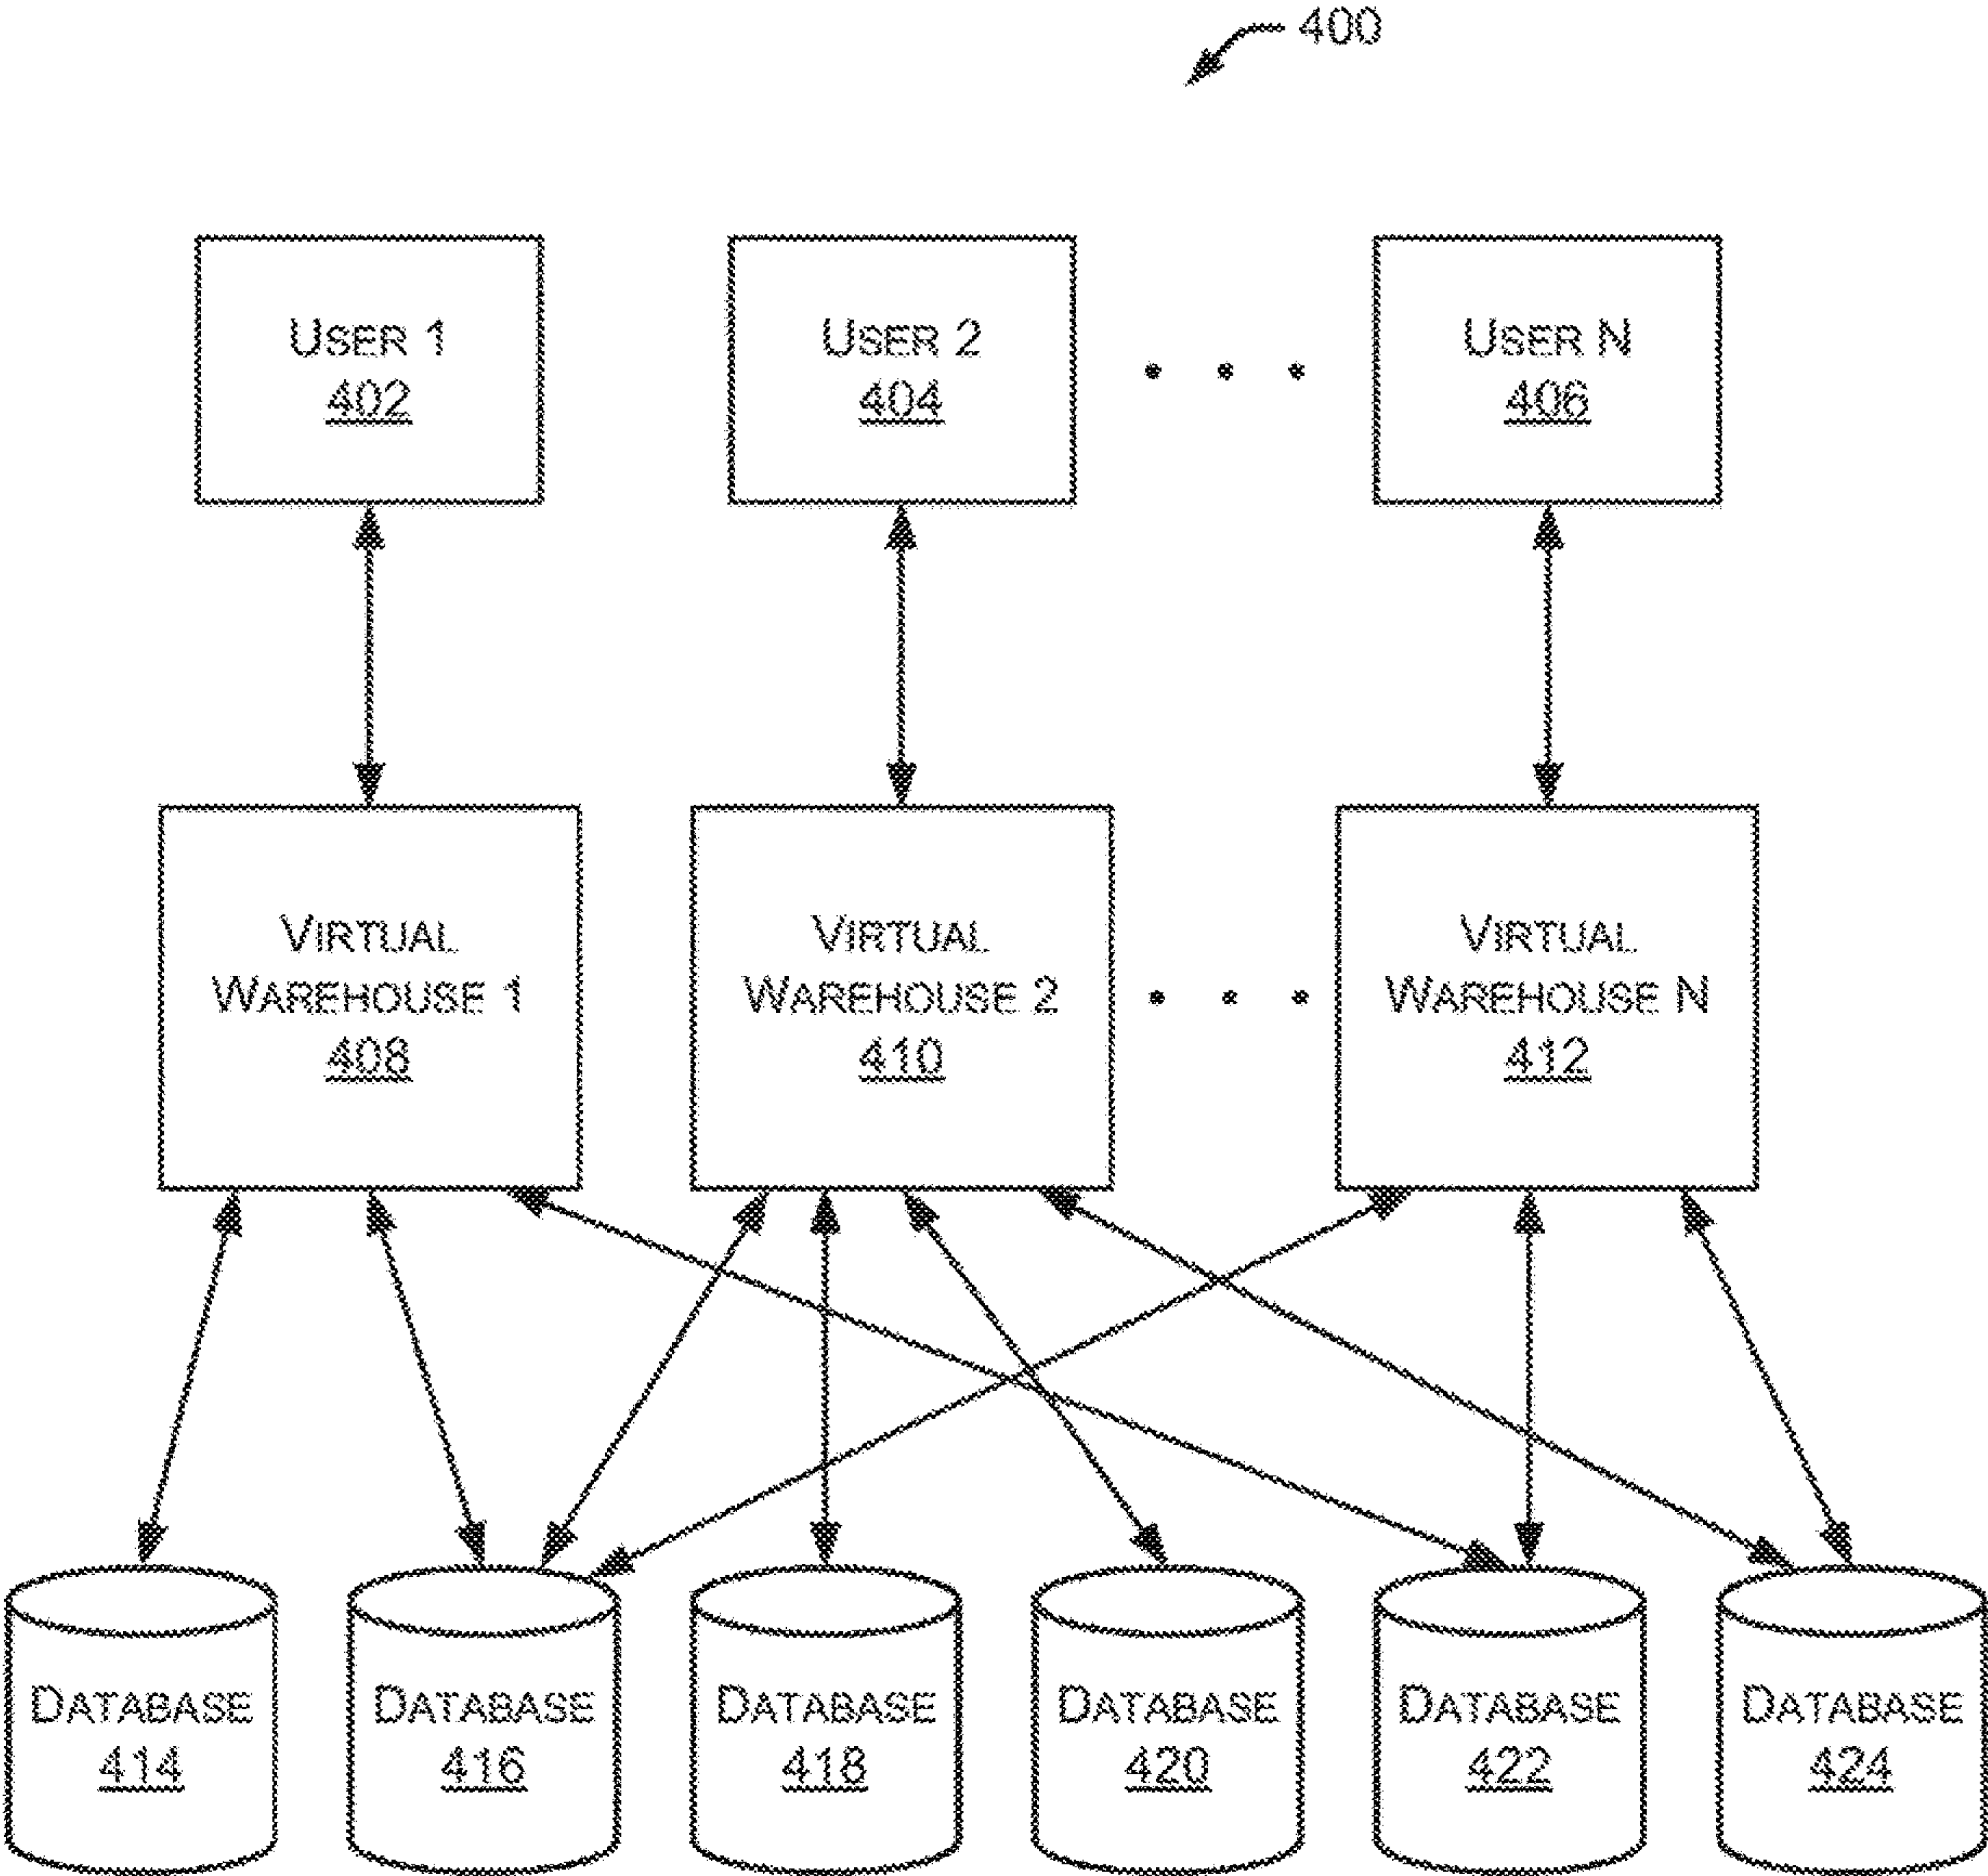 400
USER 1
402
USER 2
404
USER N
406
VIRTUAL
WAREHOUSE 1
408
VIRTUAL
WAREHOUSE 2
410
VIRTUAL
WAREHOUSE N
412
DATABASE
414
DATABASE
416
DATABASE
418
DATABASE
420
DATABASE
422
DATABASE
424